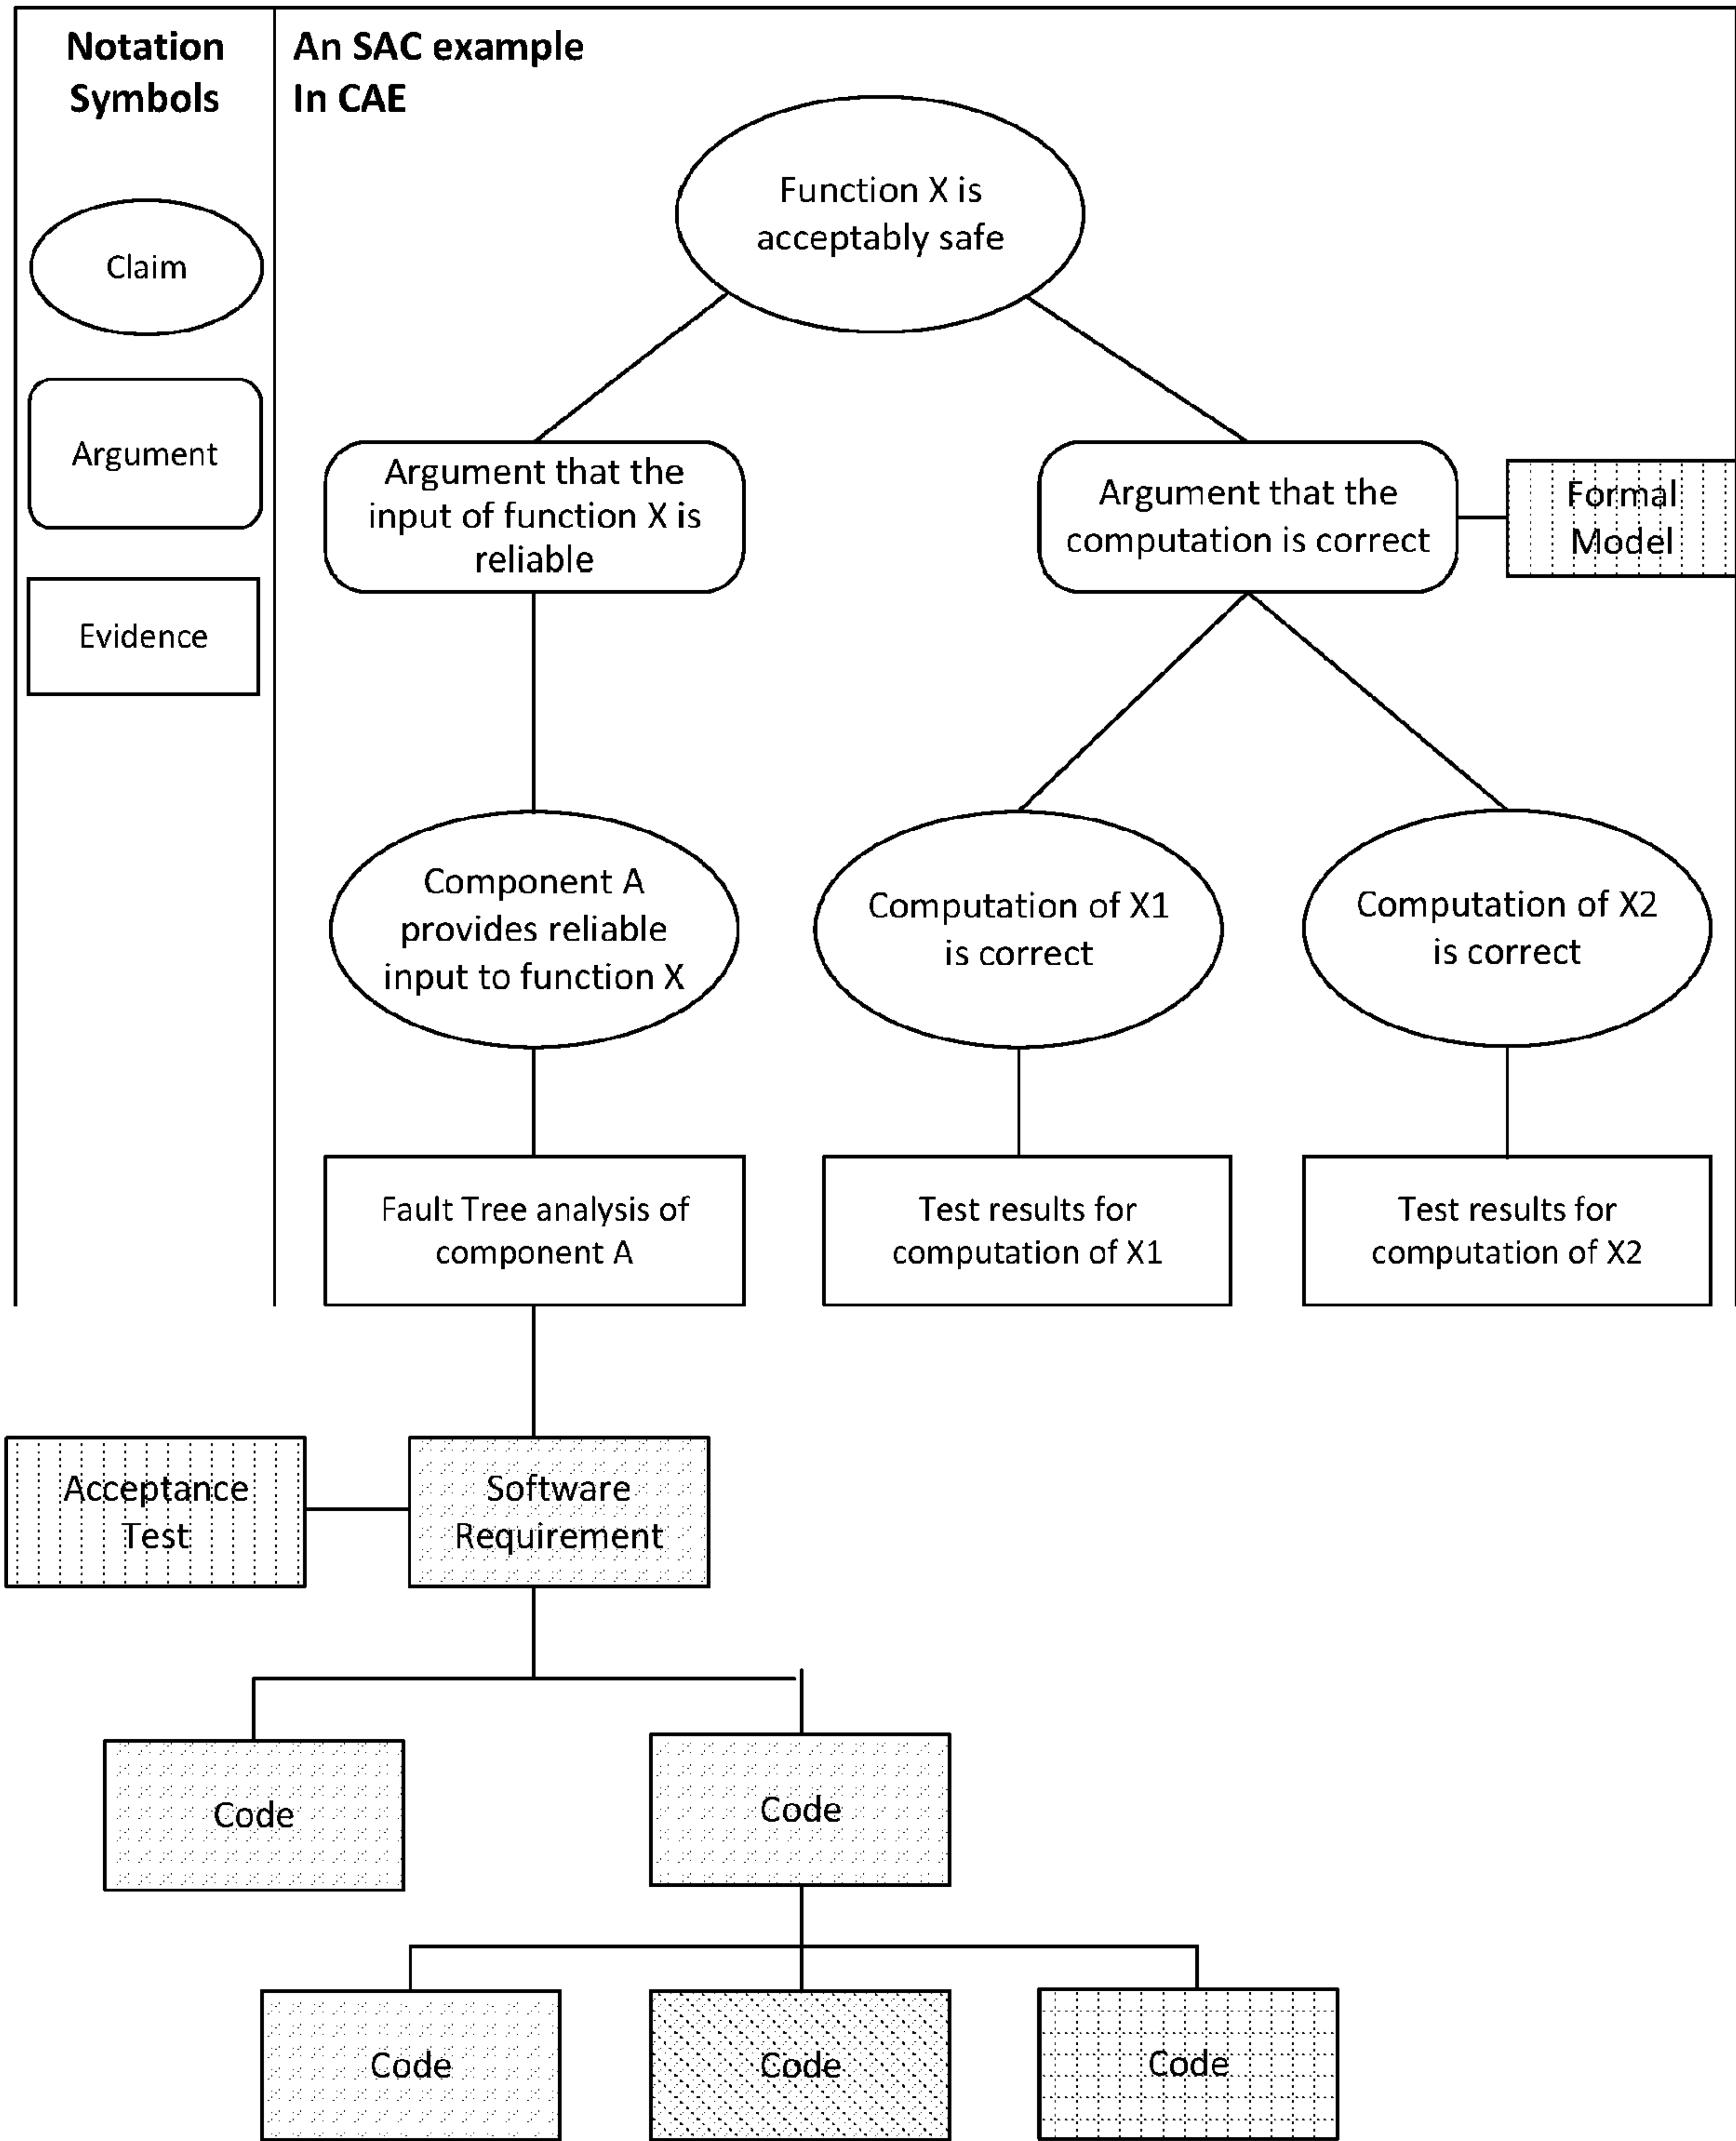 Notation
Symbols
An SAC example
In CAE
Claim
Argument
Evidence
Function X is
acceptably safe
Argument that the
input of function X is
reliable
Argument that the
computation is correct
Formal
Model
Component A
provides reliable
input to function X
Computation of X1
is correct
Computation of X2
is correct
Fault Tree analysis of
component A
Test results for
computation of X1
Test results for
computation of X2
Acceptance
Test
Software
Requirement
Code
Code
Code
Code
Code